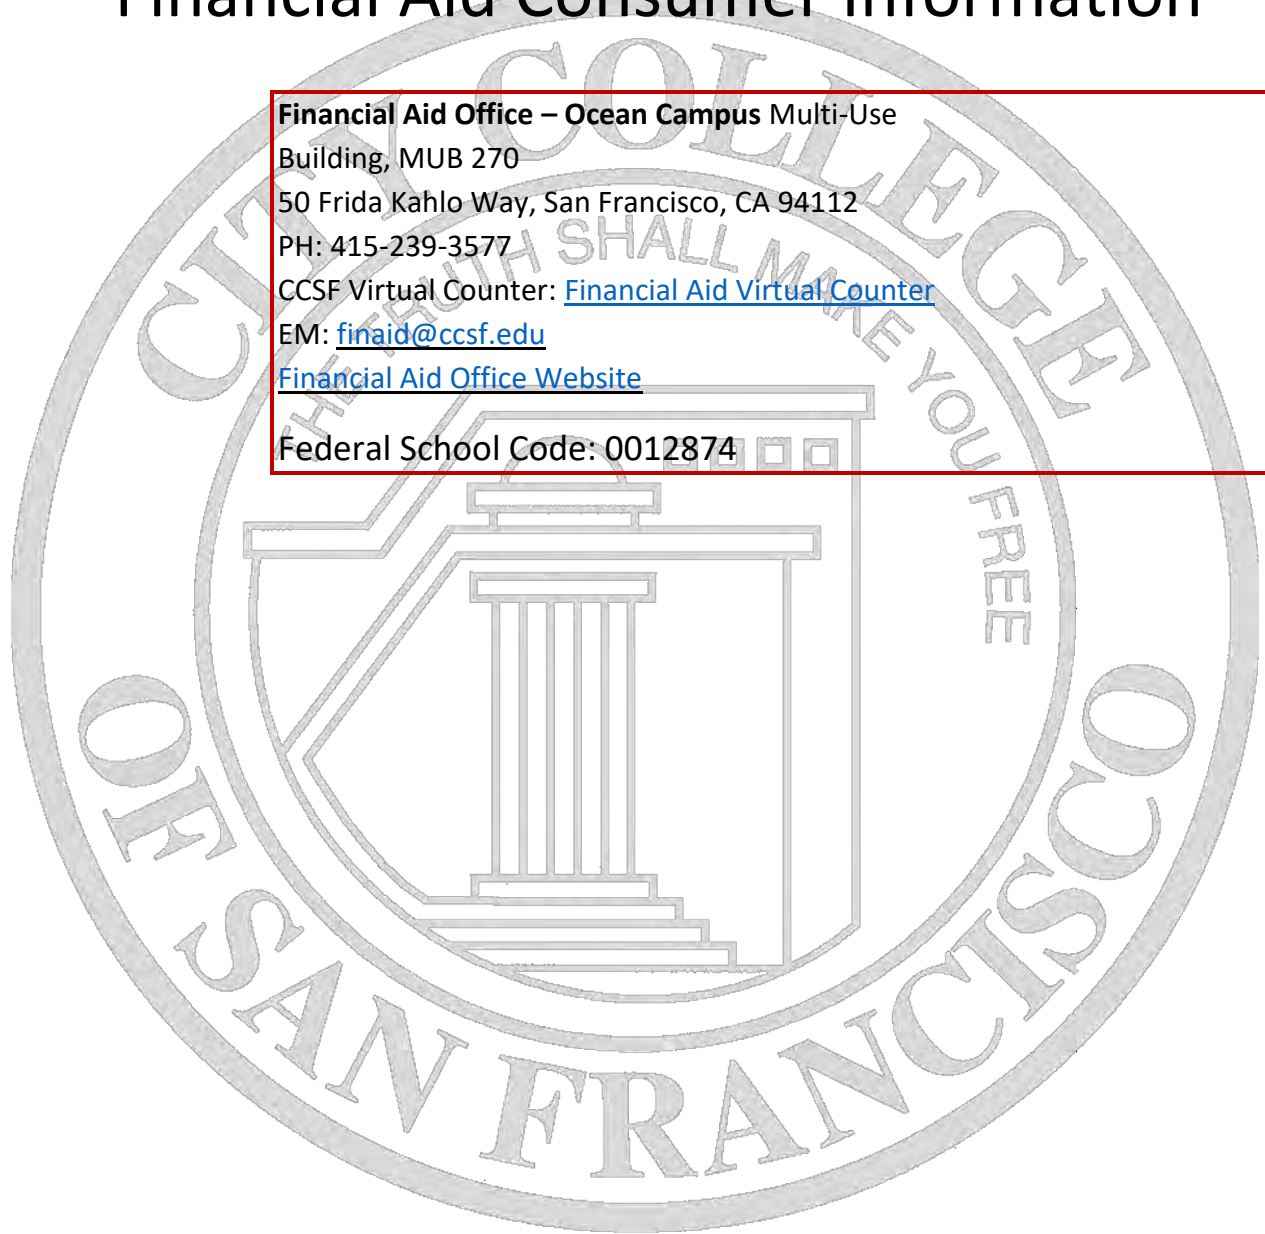 Financial Aid Consumer Information
Financial Aid Office – Ocean Campus Multi-Use
Building, MUB 270
50 Frida Kahlo Way, San Francisco, CA 94112
PH: 415-239-3577
CCSF Virtual Counter: Financial Aid Virtual Counter
EM: finaid@ccsf.edu
Financial Aid Office Website
Federal School Code: 0012874
CITY COLLEGE
THE TRUTH SHALL MAKE YOU FREE
OF SAN FRANCISCO